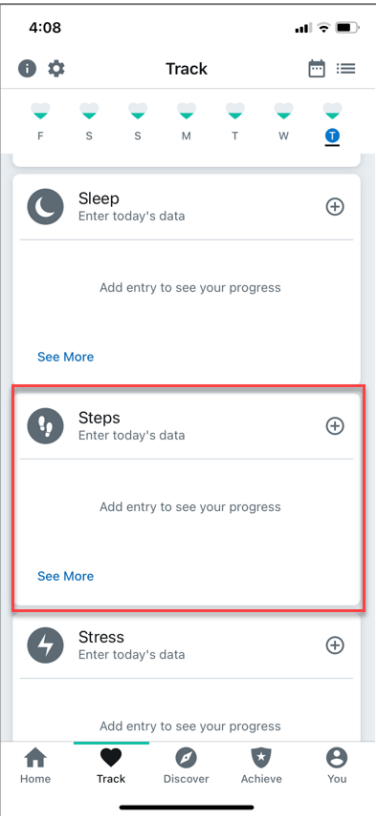 4:08
Track
F S S M T W T
Sleep
Enter today's data
Add entry to see your progress
See More
Steps
Enter today's data
Add entry to see your progress
See More
Stress
Enter today's data
Add entry to see your progress
Home Track Discover Achieve You